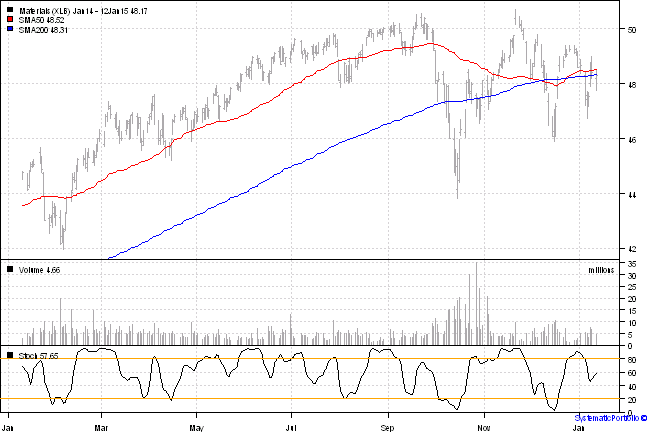 Materials (XLB) Jan 14 - 12Jan15 48.17
SMA50 48.52
SMA200 48.31
50
48
46
44
42
Volume 4.66
millions
35
30
25
20
15
10
5
0
Stoch 57.65
80
60
40
20
0
Jan Mar May Jul Sep Nov Jan
SystematicPortfolio ©